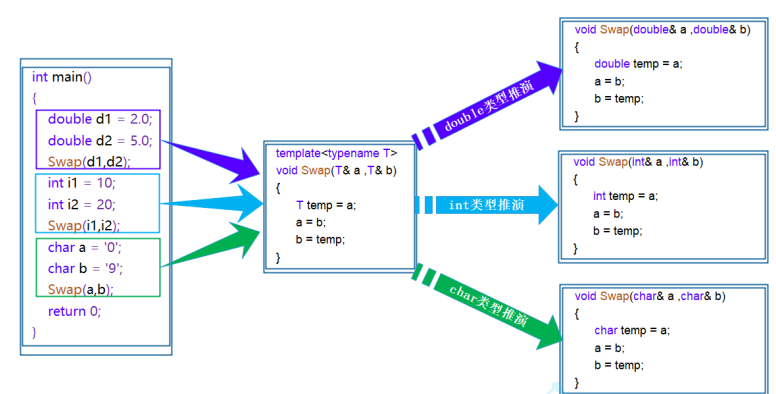 int main()
{
double d1 = 2.0;
double d2 = 5.0;
Swap(d1,d2);
int i1 = 10;
int i2 = 20;
Swap(i1,i2);
char a = '0';
char b = '9';
Swap(a,b);
return 0;
}
template<typename T>
void Swap(T& a ,T& b)
{
T temp = a;
a = b;
b = temp;
}
double类型推演
int类型推演
char类型推演
void Swap(double& a ,double& b)
{
double temp = a;
a = b;
b = temp;
}
void Swap(int& a ,int& b)
{
int temp = a;
a = b;
b = temp;
}
void Swap(char& a ,char& b)
{
char temp = a;
a = b;
b = temp;
}